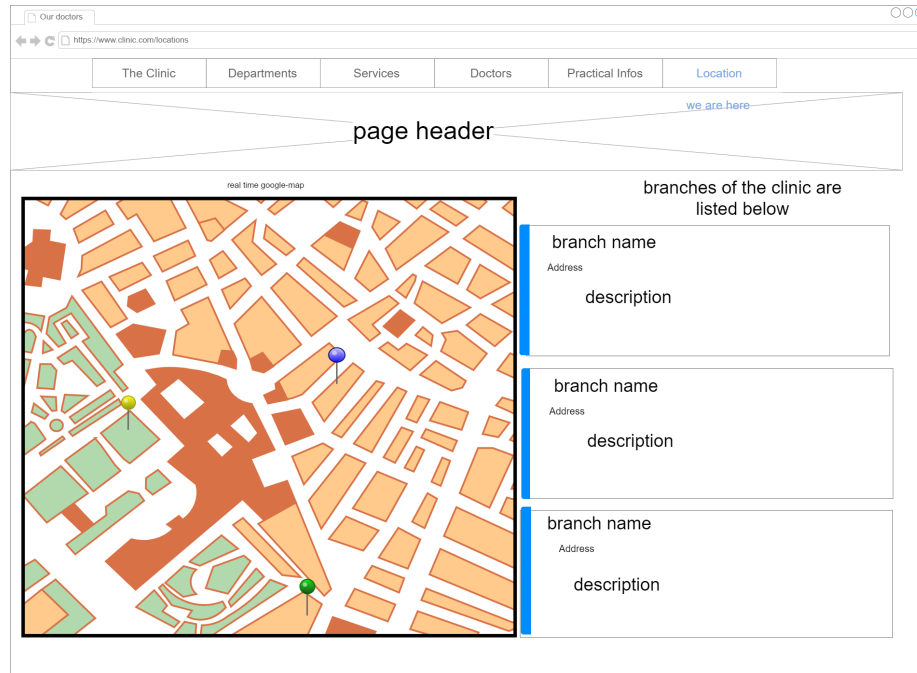 Our doctors
https://www.clinic.com/locations
The Clinic
Departments
Services
Doctors
Practical Infos
Location
we are here
page header
real time google-map
branches of the clinic are
listed below
branch name
Address
description
branch name
Address
description
branch name
Address
description